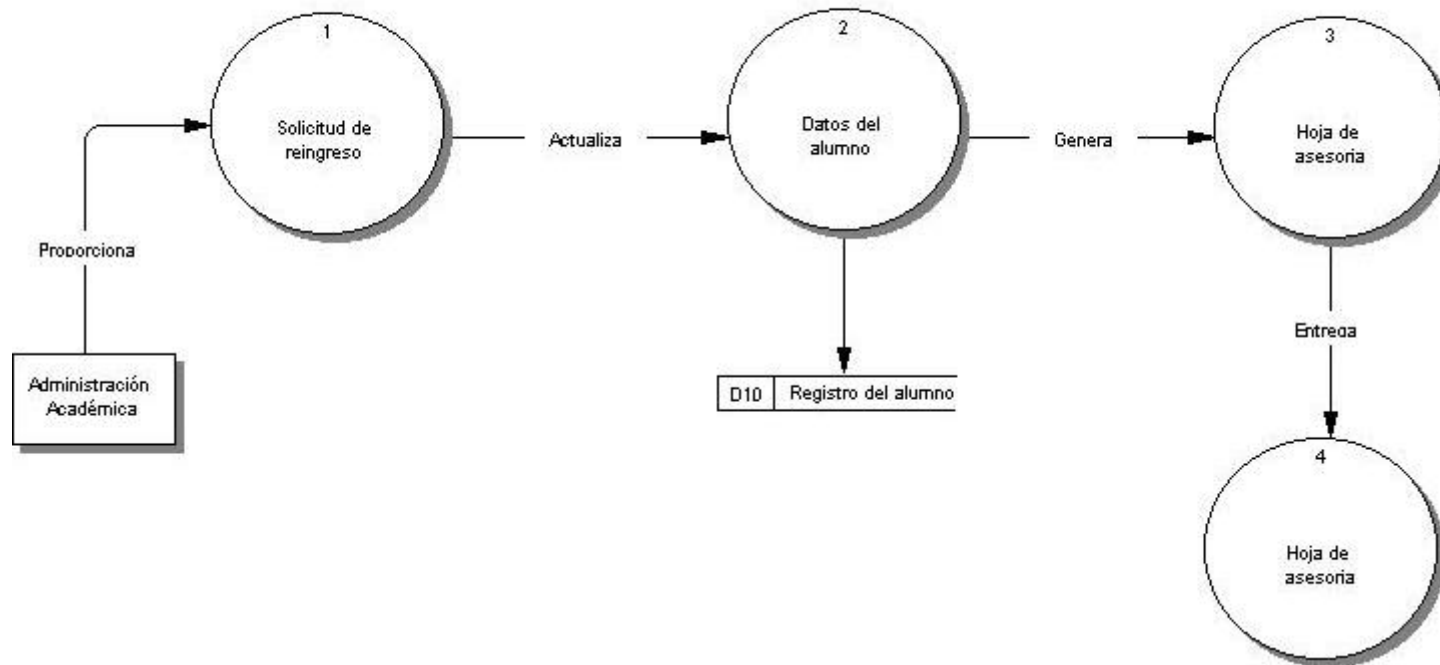 1
Solicitud de
reingreso
Actualiza
2
Datos del
alumno
Genera
3
Hoja de
asesoria
Proporciona
Administración
Académica
D10 Registro del alumno
Entrega
4
Hoja de
asesoria